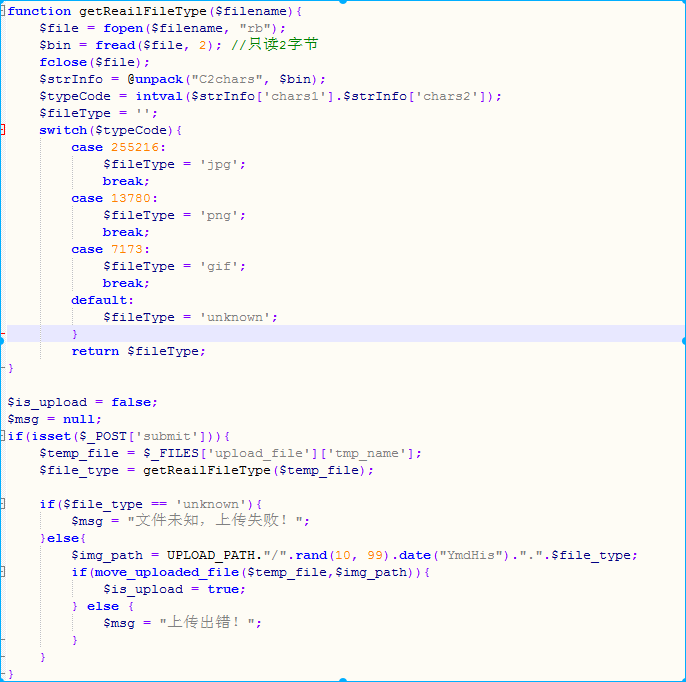 function getReailFileType($filename){
    $file = fopen($filename, "rb");
    $bin = fread($file, 2); //只读2字节
    fclose($file);
    $strInfo = @unpack("C2chars", $bin);
    $typeCode = intval($strInfo['chars1'].$strInfo['chars2']);
    $fileType = '';
    switch($typeCode){
        case 255216:
            $fileType = 'jpg';
            break;
        case 13780:
            $fileType = 'png';
            break;
        case 7173:
            $fileType = 'gif';
            break;
        default:
            $fileType = 'unknown';
        }
        return $fileType;
}

$is_upload = false;
$msg = null;
if(isset($_POST['submit'])){
    $temp_file = $_FILES['upload_file']['tmp_name'];
    $file_type = getReailFileType($temp_file);

    if($file_type == 'unknown'){
        $msg = "文件未知，上传失败！";
    }else{
        $img_path = UPLOAD_PATH."/".rand(10, 99).date("YmdHis").".".$file_type;
        if(move_uploaded_file($temp_file,$img_path)){
            $is_upload = true;
        } else {
            $msg = "上传出错！";
        }
    }
}